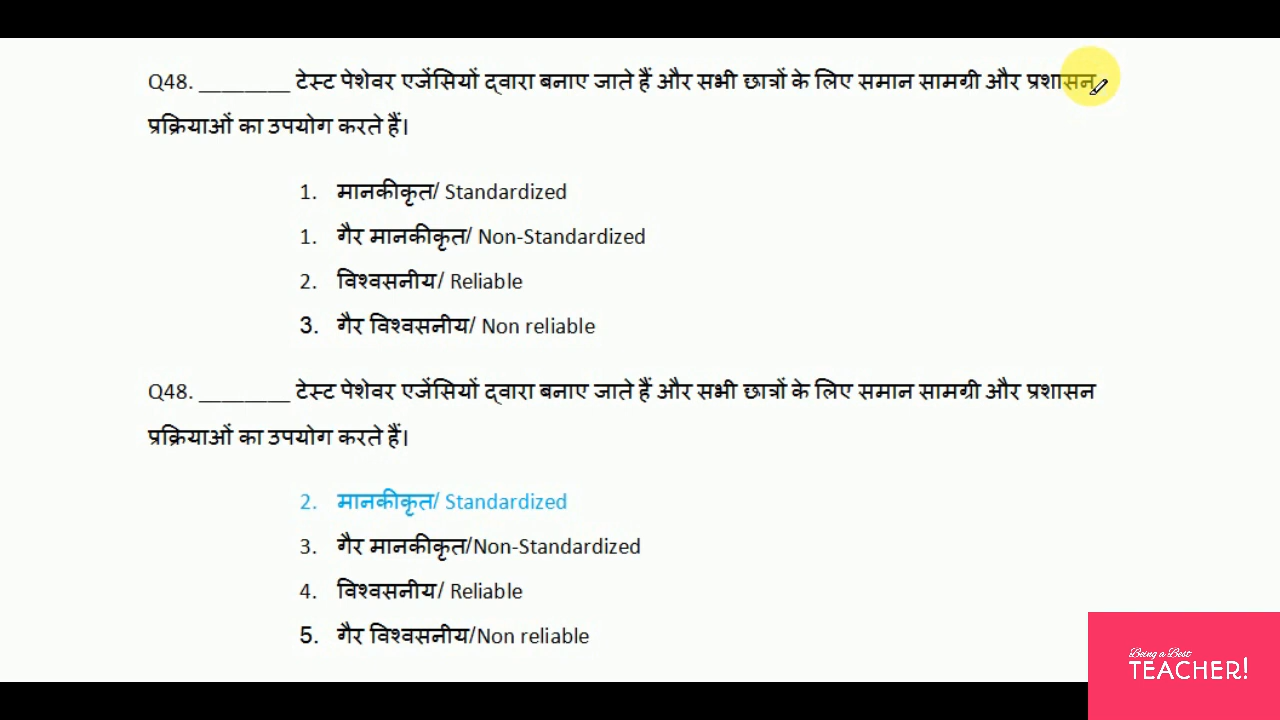 Q48. ________ टेस्ट पेशेवर एजेंसियों द्वारा बनाए जाते हैं और सभी छात्रों के लिए समान सामग्री और प्रशासन
प्रक्रियाओं का उपयोग करते हैं।
1. मानकीकृत/ Standardized
1. गैर मानकीकृत/ Non-Standardized
2. विश्वसनीय/ Reliable
3. गैर विश्वसनीय/ Non reliable
Q48. ________ टेस्ट पेशेवर एजेंसियों द्वारा बनाए जाते हैं और सभी छात्रों के लिए समान सामग्री और प्रशासन
प्रक्रियाओं का उपयोग करते हैं।
2. मानकीकृत/ Standardized
3. गैर मानकीकृत/Non-Standardized
4. विश्वसनीय/ Reliable
5. गैर विश्वसनीय/Non reliable
Being a Best
TEACHER!